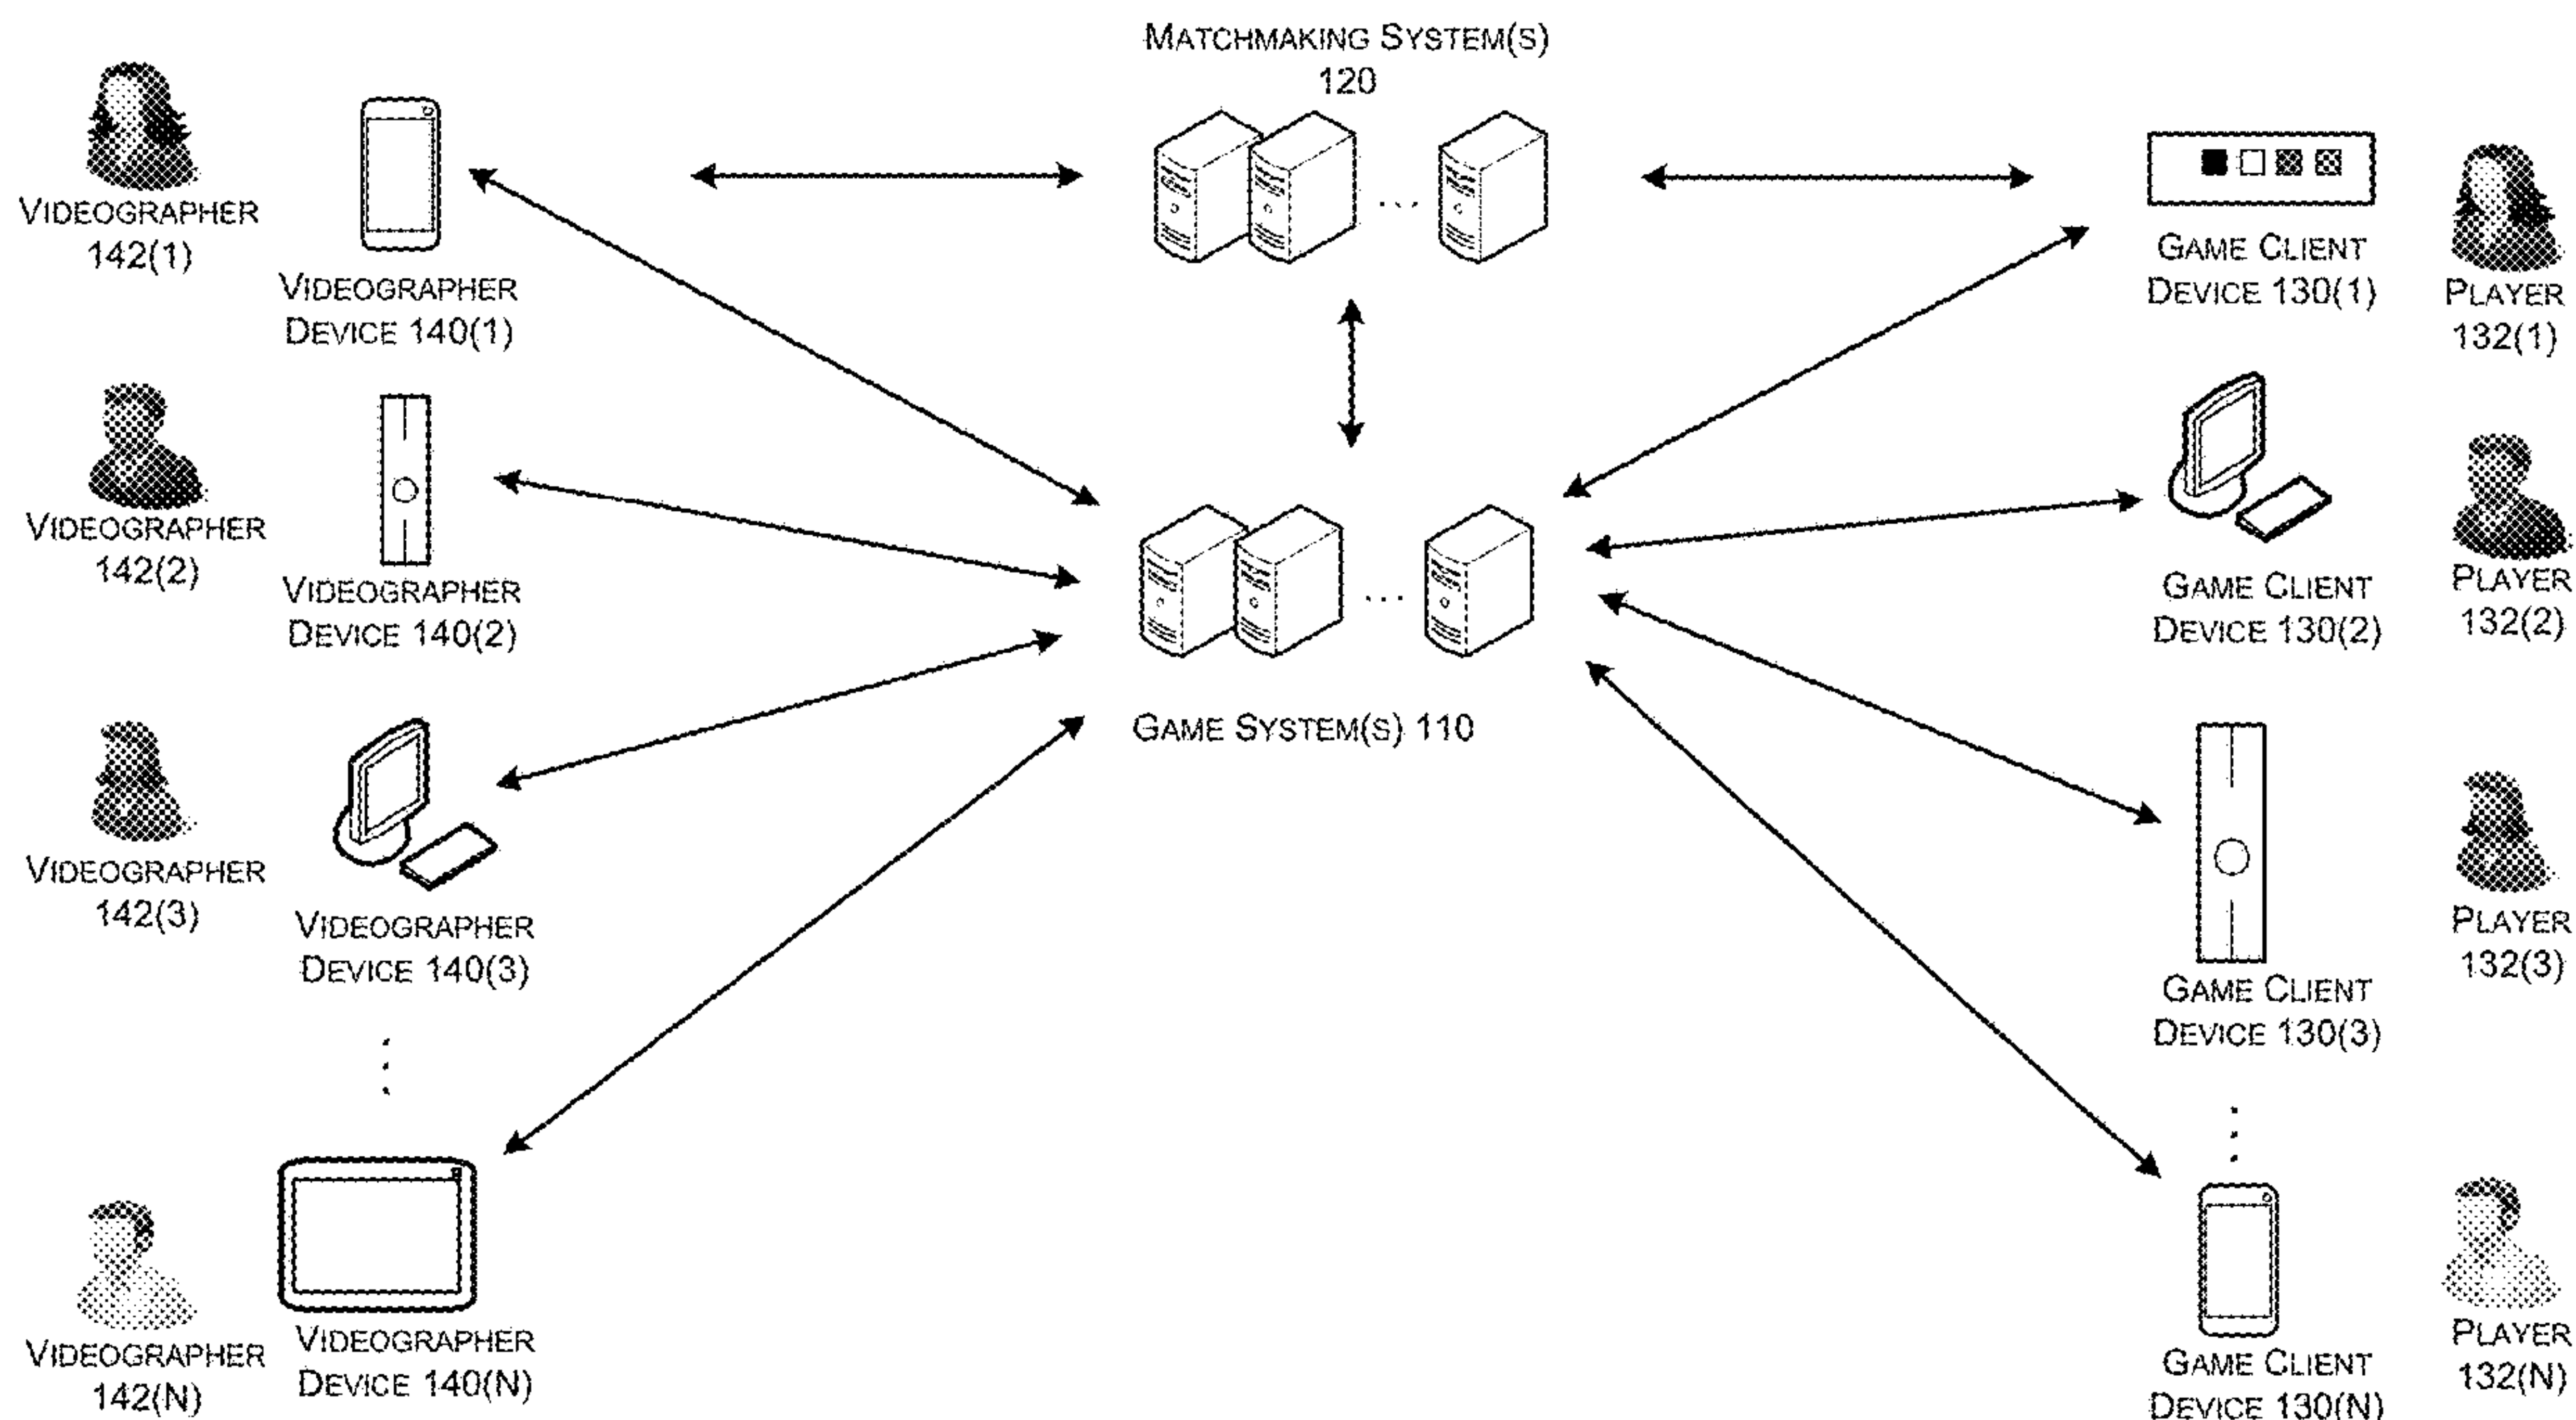 MATCHMAKING SYSTEM(S)
120
VIDEOGRAPHER
142(1)
VIDEOGRAPHER
DEVICE 140(1)
GAME CLIENT
DEVICE 130(1)
PLAYER
132(1)
VIDEOGRAPHER
142(2)
VIDEOGRAPHER
DEVICE 140(2)
GAME CLIENT
DEVICE 130(2)
PLAYER
132(2)
GAME SYSTEM(S) 110
VIDEOGRAPHER
142(3)
VIDEOGRAPHER
DEVICE 140(3)
GAME CLIENT
DEVICE 130(3)
PLAYER
132(3)
VIDEOGRAPHER
142(N)
VIDEOGRAPHER
DEVICE 140(N)
GAME CLIENT
DEVICE 130(N)
PLAYER
132(N)